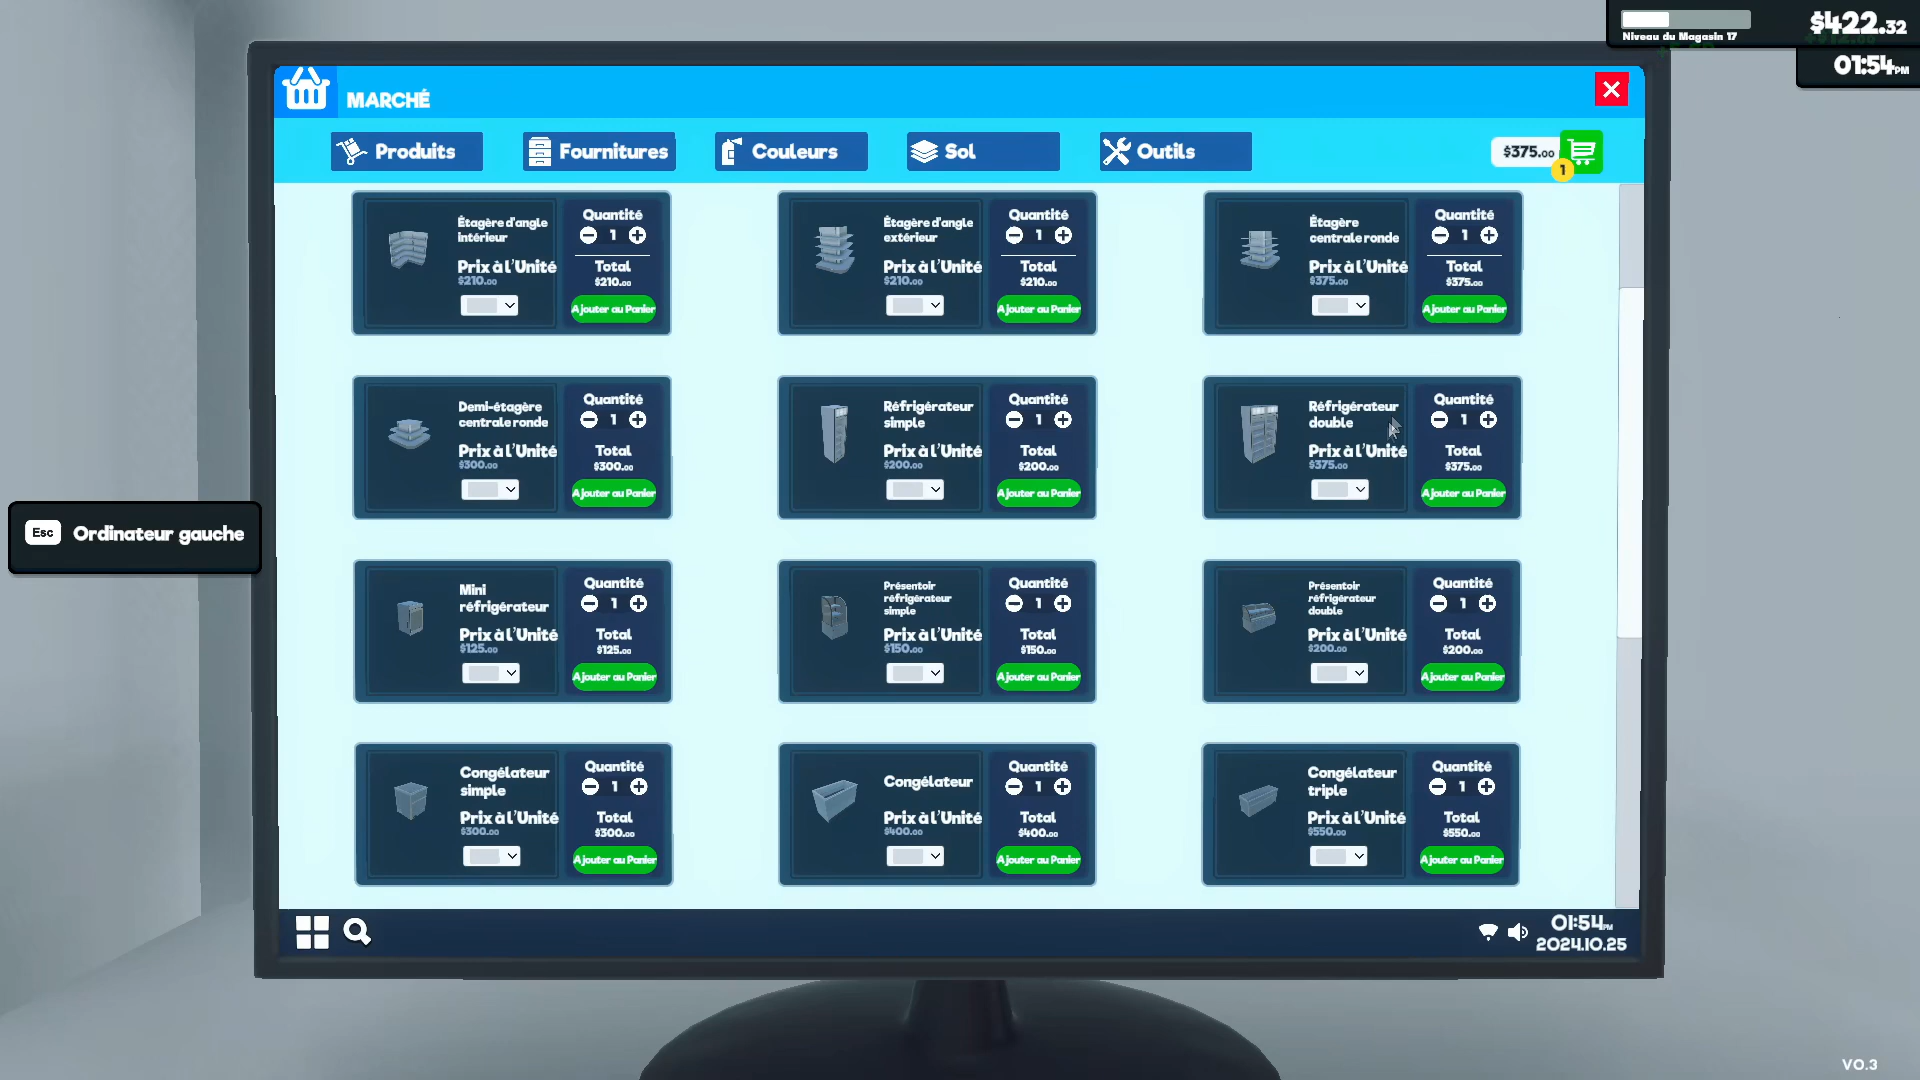 $422.32
Niveau du Magasin 17
01:54PM
MARCHÉ
Produits
Fournitures
Couleurs
Sol
Outils
$375.00
1
Étagère d'angle
intérieur
Prix à l'Unité
$210.00
Quantité
1
Total
$210.00
Ajouter au Panier
Étagère d'angle
extérieur
Prix à l'Unité
$210.00
Quantité
1
Total
$210.00
Ajouter au Panier
Étagère
centrale ronde
Prix à l'Unité
$375.00
Quantité
1
Total
$375.00
Ajouter au Panier
Demi-étagère
centrale ronde
Prix à l'Unité
$300.00
Quantité
1
Total
$300.00
Ajouter au Panier
Réfrigérateur
simple
Prix à l'Unité
$200.00
Quantité
1
Total
$200.00
Ajouter au Panier
Réfrigérateur
double
Prix à l'Unité
$375.00
Quantité
1
Total
$375.00
Ajouter au Panier
Esc
Ordinateur gauche
Mini
réfrigérateur
Prix à l'Unité
$125.00
Quantité
1
Total
$125.00
Ajouter au Panier
Présentoir
réfrigérateur
simple
Prix à l'Unité
$150.00
Quantité
1
Total
$150.00
Ajouter au Panier
Présentoir
réfrigérateur
double
Prix à l'Unité
$200.00
Quantité
1
Total
$200.00
Ajouter au Panier
Congélateur
simple
Prix à l'Unité
$300.00
Quantité
1
Total
$300.00
Ajouter au Panier
Congélateur
Prix à l'Unité
$400.00
Quantité
1
Total
$400.00
Ajouter au Panier
Congélateur
triple
Prix à l'Unité
$550.00
Quantité
1
Total
$550.00
Ajouter au Panier
01:54PM
2024.10.25
V0.3